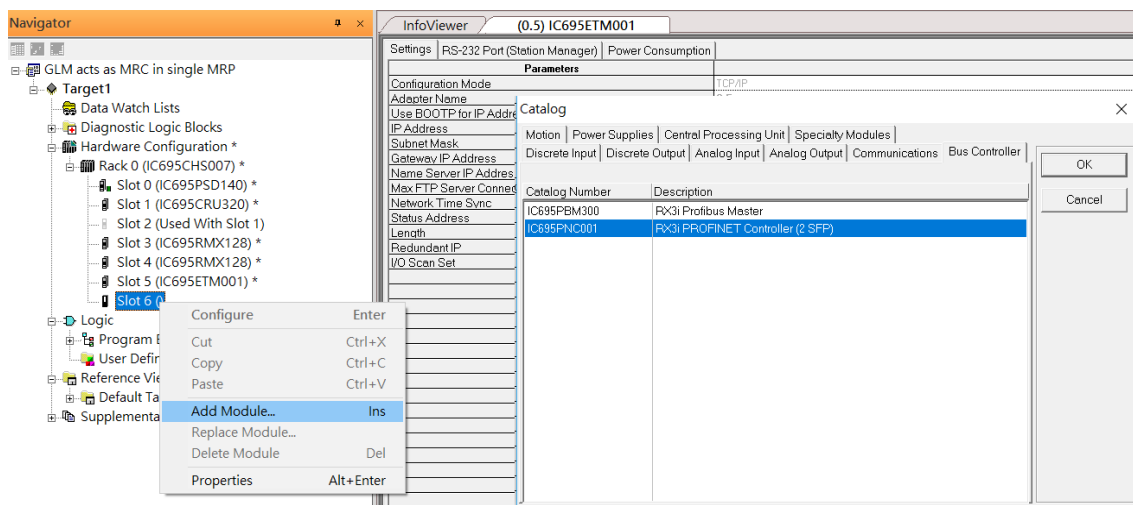 Navigator
GLM acts as MRC in single MRP
Target1
Data Watch Lists
Diagnostic Logic Blocks
Hardware Configuration *
Rack 0 (IC695CHS007) *
Slot 0 (IC695PSD140) *
Slot 1 (IC695CRU320) *
Slot 2 (Used With Slot 1)
Slot 3 (IC695RMX128) *
Slot 4 (IC695RMX128) *
Slot 5 (IC695ETM001) *
Slot 6 ()
Logic
Program
User Defin
Reference Vie
Default Ta
Supplementa
Configure Enter
Cut Ctrl+X
Copy Ctrl+C
Paste Ctrl+V
Add Module... Ins
Replace Module...
Delete Module Del
Properties Alt+Enter
InfoViewer (0.5) IC695ETM001
Settings RS-232 Port (Station Manager) Power Consumption
Parameters
Configuration Mode TCP/IP
Adapter Name
Use BOOTP for IP Addre
IP Address
Subnet Mask
Gateway IP Address
Name Server IP Addres
Max FTP Server Connec
Network Time Sync
Status Address
Length
Redundant IP
I/O Scan Set
Catalog
Motion Power Supplies Central Processing Unit Specialty Modules
Discrete Input Discrete Output Analog Input Analog Output Communications Bus Controller
Catalog Number Description
IC695PBM300 RX3i Profibus Master
IC695PNC001 RX3i PROFINET Controller (2 SFP)
OK
Cancel